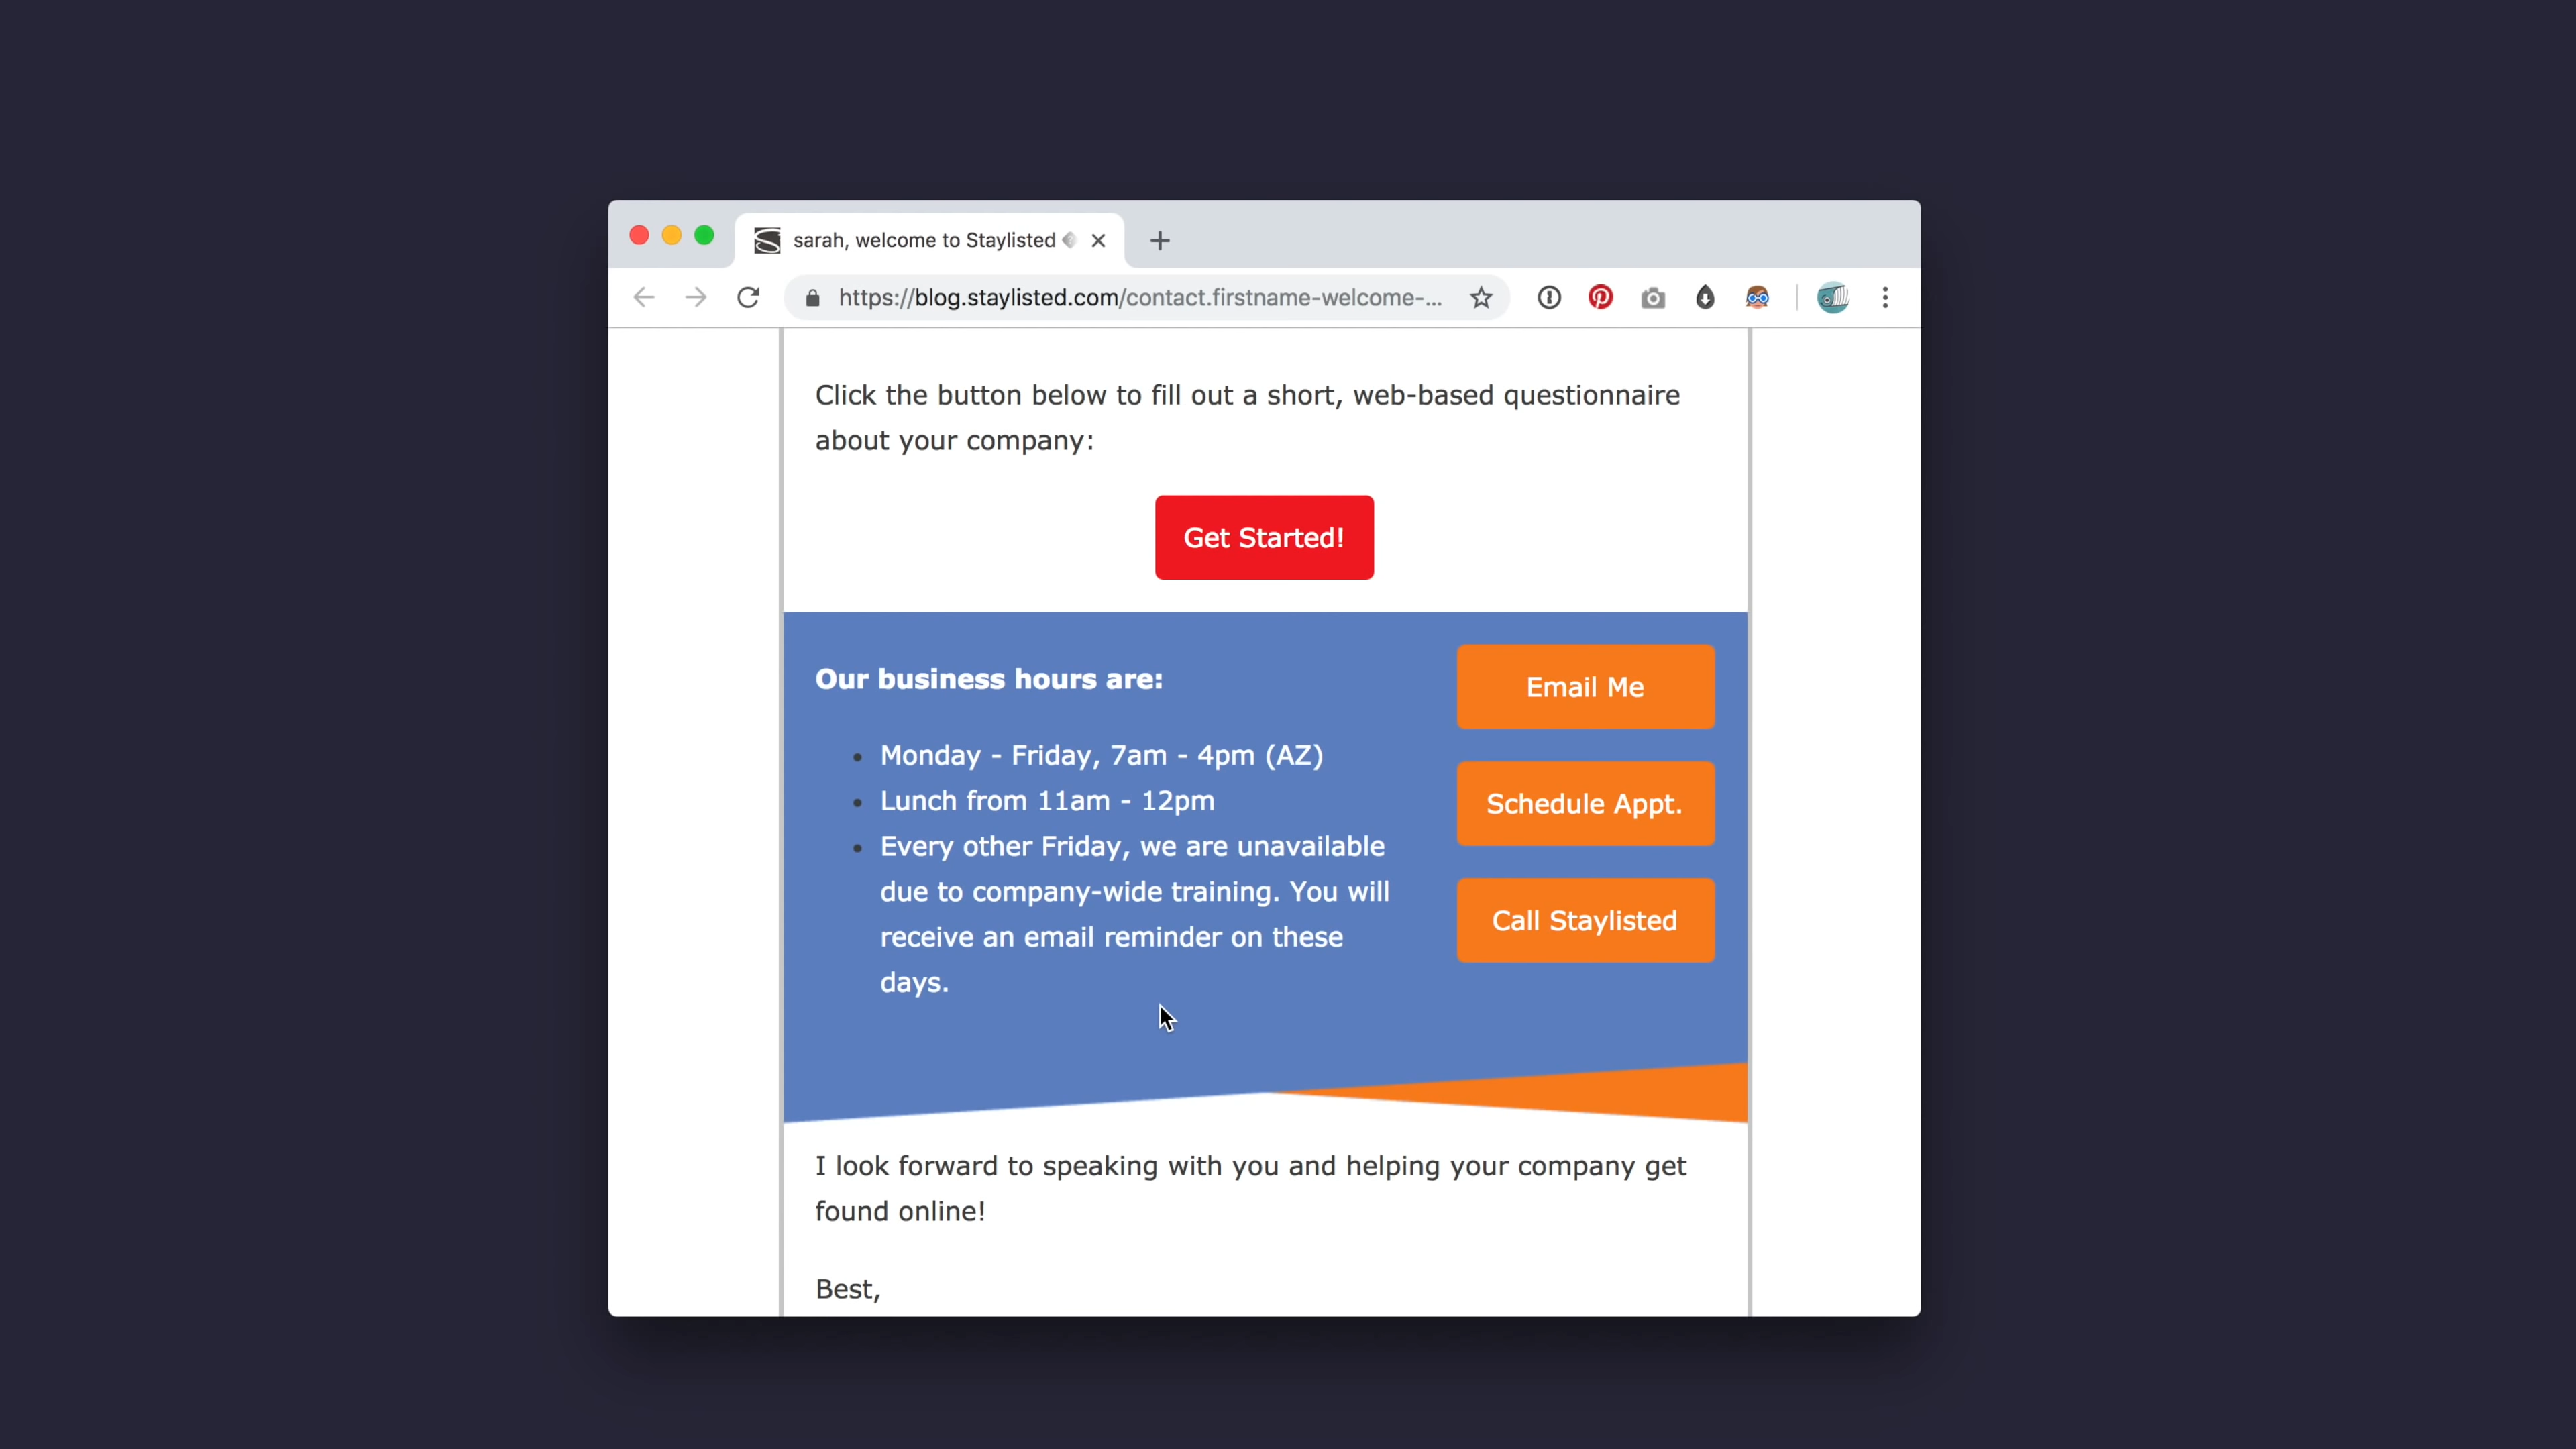 sarah, welcome to Staylisted
https://blog.staylisted.com/contact.firstname-welcome-...
Click the button below to fill out a short, web-based questionnaire
about your company:
Get Started!
Our business hours are:
Monday - Friday, 7am - 4pm (AZ)
Lunch from 11am - 12pm
Every other Friday, we are unavailable
due to company-wide training. You will
receive an email reminder on these
days.
Email Me
Schedule Appt.
Call Staylisted
I look forward to speaking with you and helping your company get
found online!
Best,